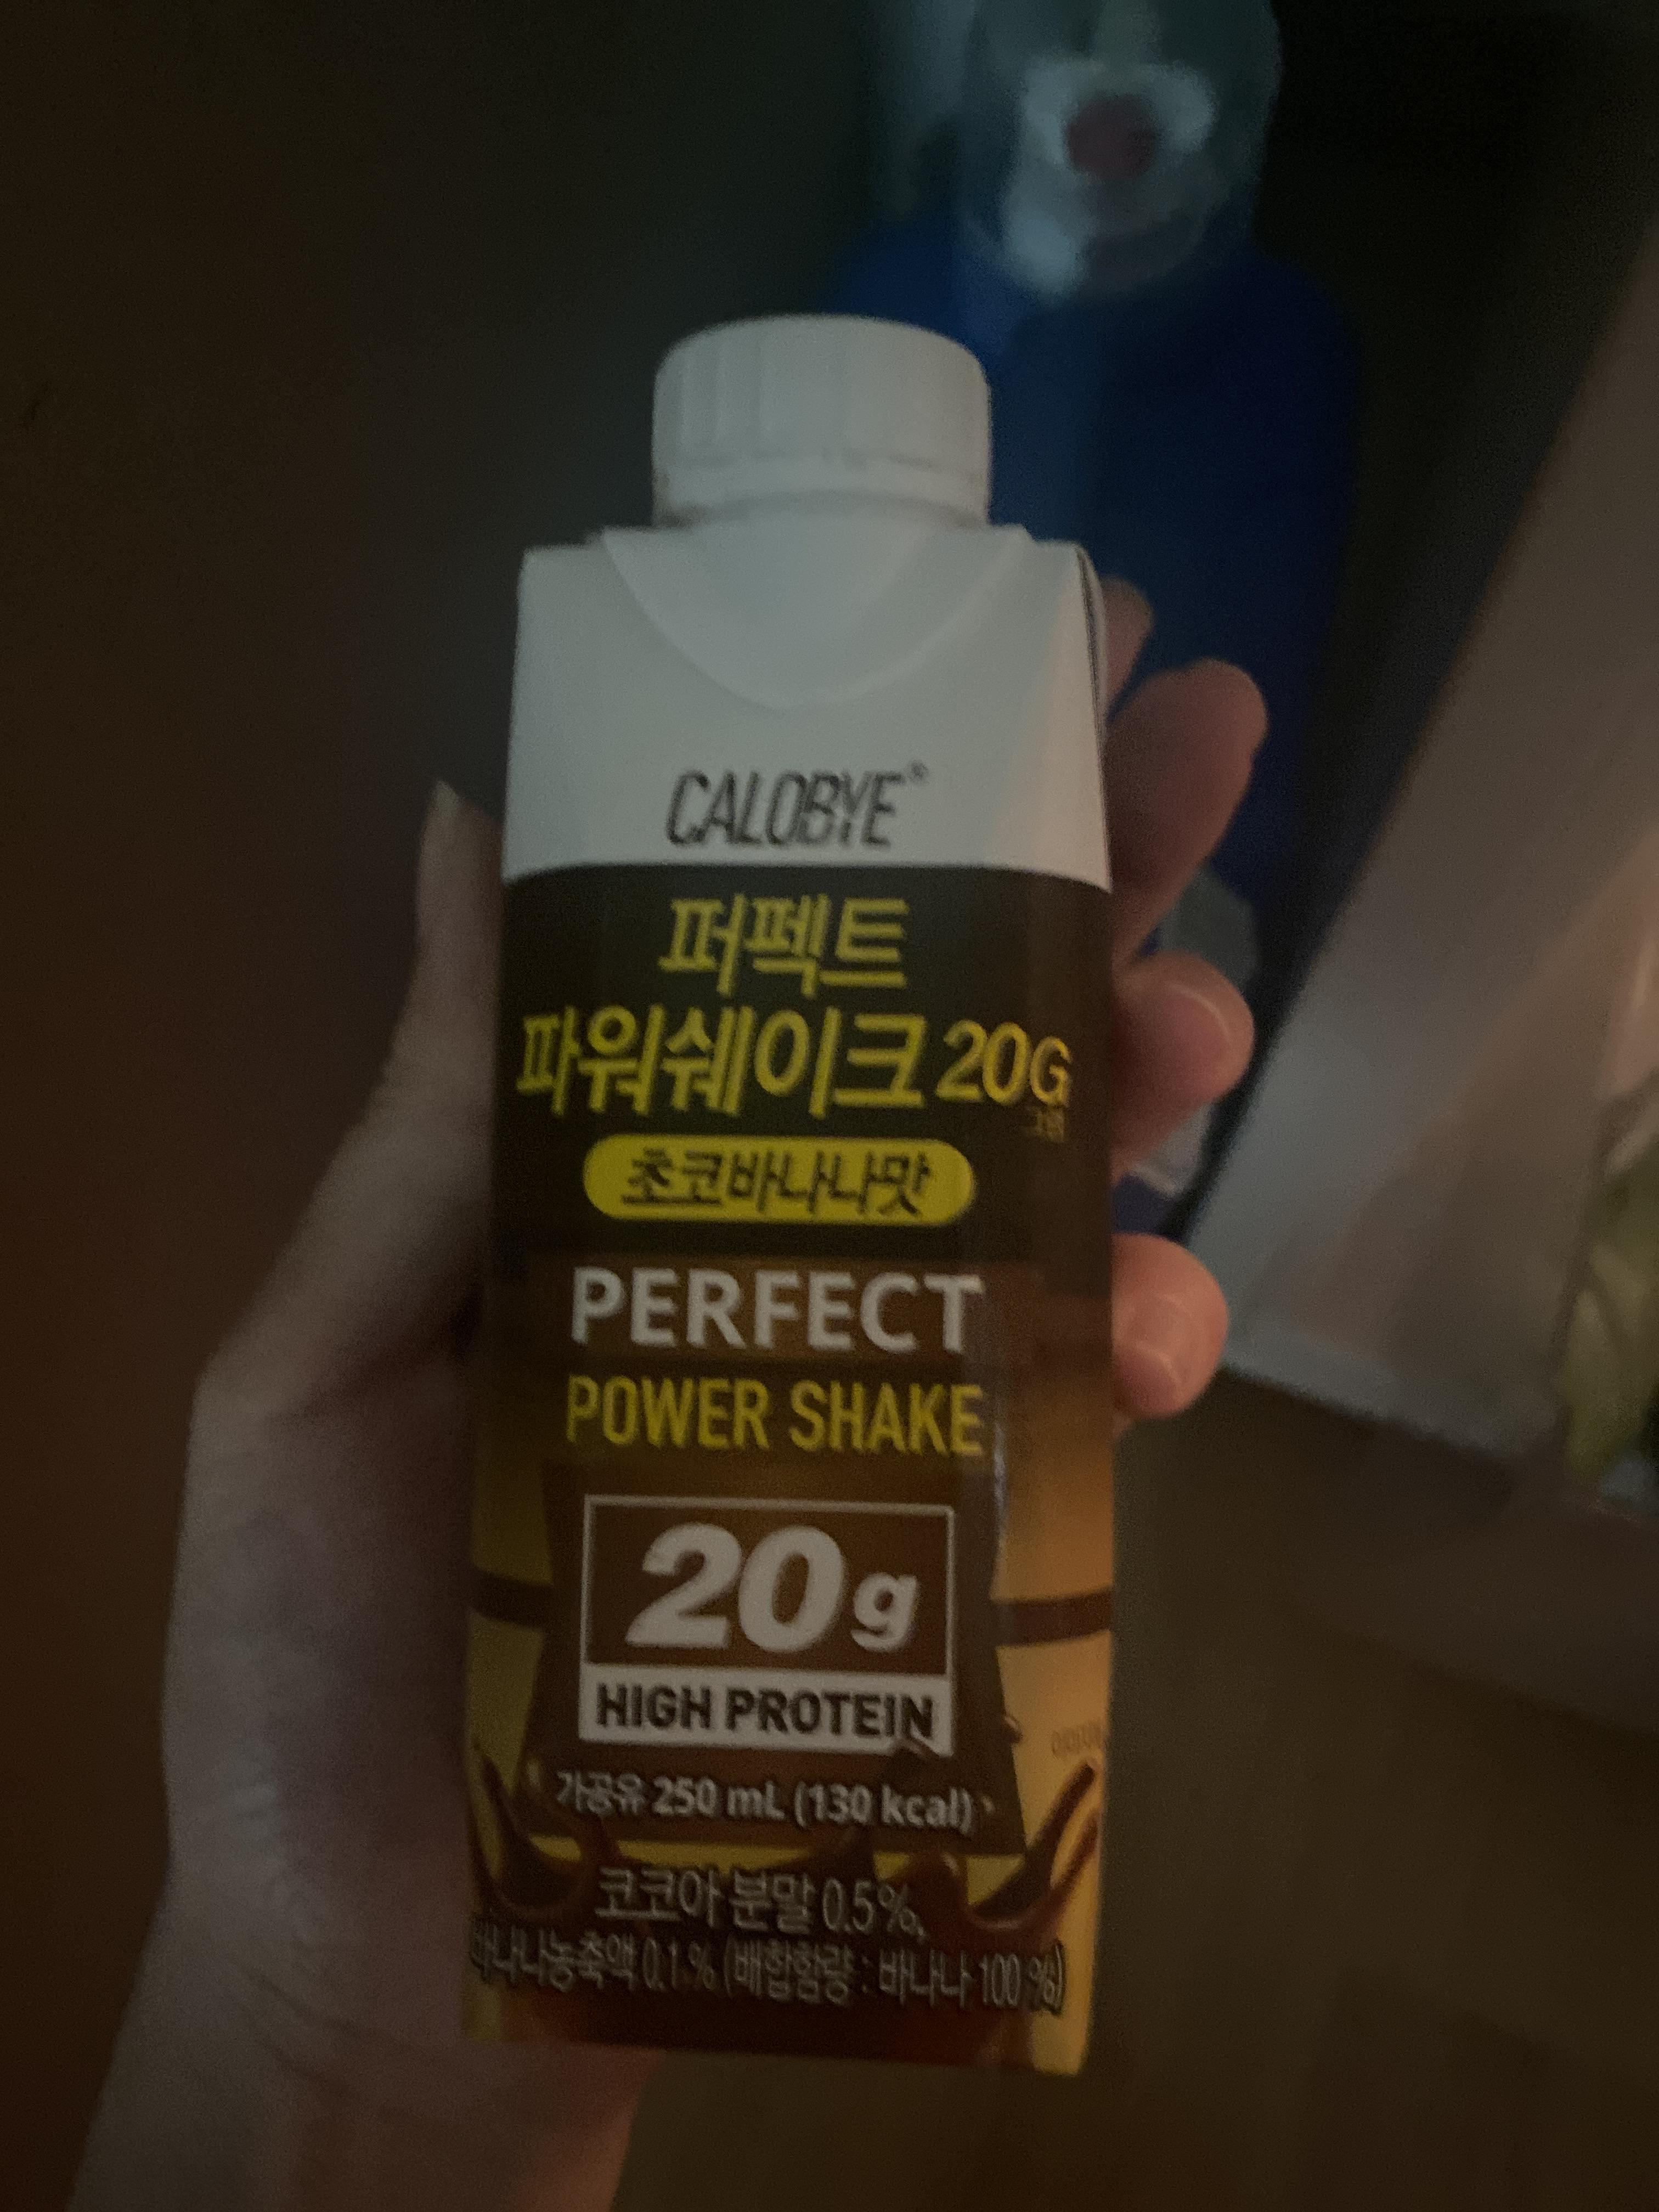 CALOBYE®
퍼펙트
파워쉐이크 20G
그램
초코바나나맛
PERFECT
POWER SHAKE
20g
HIGH PROTEIN
가공유 250 mL (130 kcal)
코코아 분말 0.5%,
바나나농축액 0.1% (배합함량 : 바나나 100%)